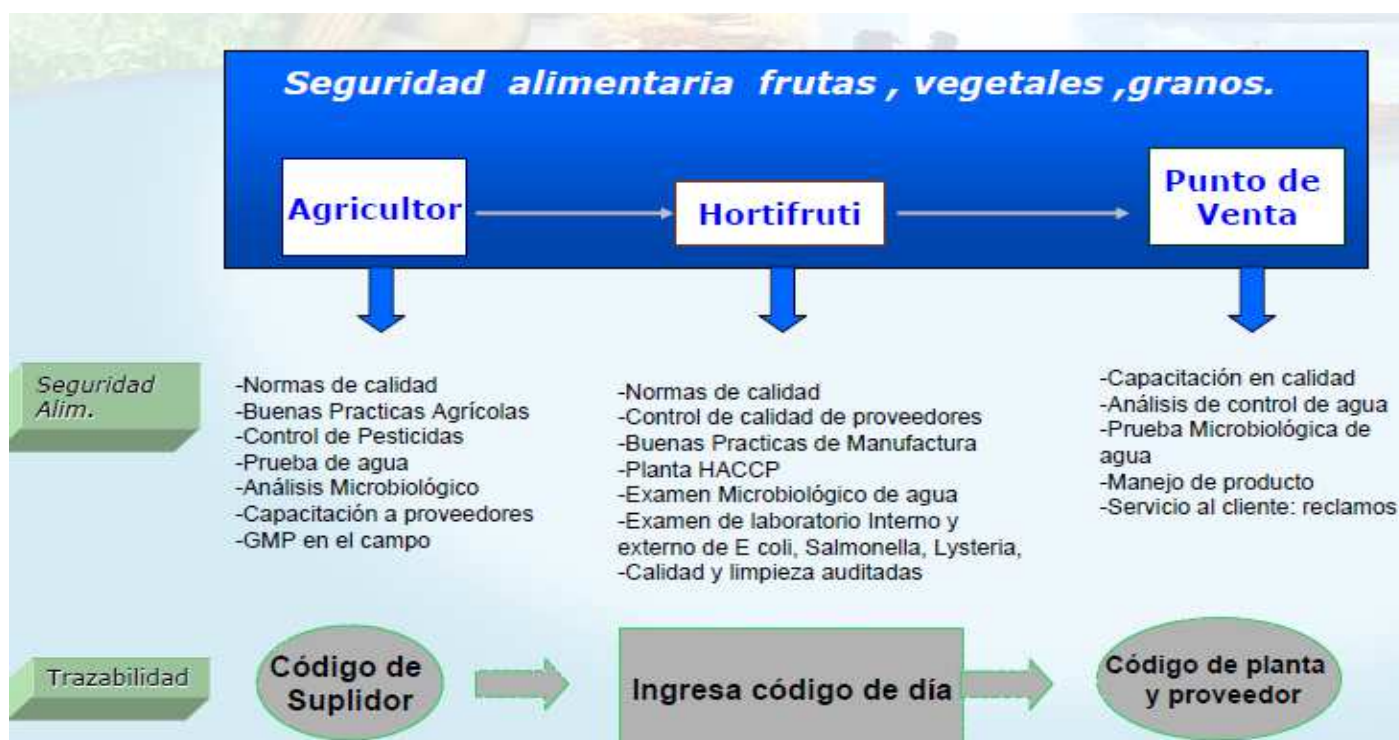 Seguridad alimentaria frutas , vegetales ,granos.
Agricultor
Hortifruti
Punto de
Venta
Seguridad
Alim.
-Normas de calidad
-Buenas Practicas Agrícolas
-Control de Pesticidas
-Prueba de agua
-Análisis Microbiológico
-Capacitación a proveedores
-GMP en el campo
-Normas de calidad
-Control de calidad de proveedores
-Buenas Practicas de Manufactura
-Planta HACCP
-Examen Microbiológico de agua
-Examen de laboratorio Interno y
externo de E coli, Salmonella, Lysteria,
-Calidad y limpieza auditadas
-Capacitación en calidad
-Análisis de control de agua
-Prueba Microbiológica de
agua
-Manejo de producto
-Servicio al cliente: reclamos
Trazabilidad
Código de
Suplidor
Ingresa código de día
Código de planta
y proveedor